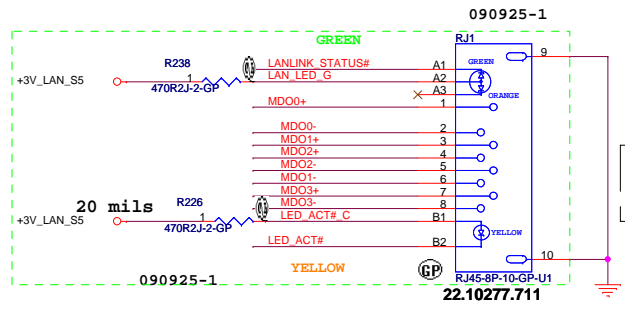 090925-1
GREEN
RJ1
R238
LANLINK_STATUS#
A1
GREEN
9
+3V_LAN_S5
1
LAN_LED_G
A2
470R2J-2-GP
A3
ORANGE
MDO0+
1
MDO0-
2
MDO1+
3
MDO2+
4
MDO2-
5
MDO1-
6
MDO3+
7
20 mils
R226
MDO3-
8
+3V_LAN_S5
1
LED_ACT#_C
B1
470R2J-2-GP
YELLOW
LED_ACT#
B2
10
YELLOW
GP
090925-1
RJ45-8P-10-GP-U1
22.10277.711